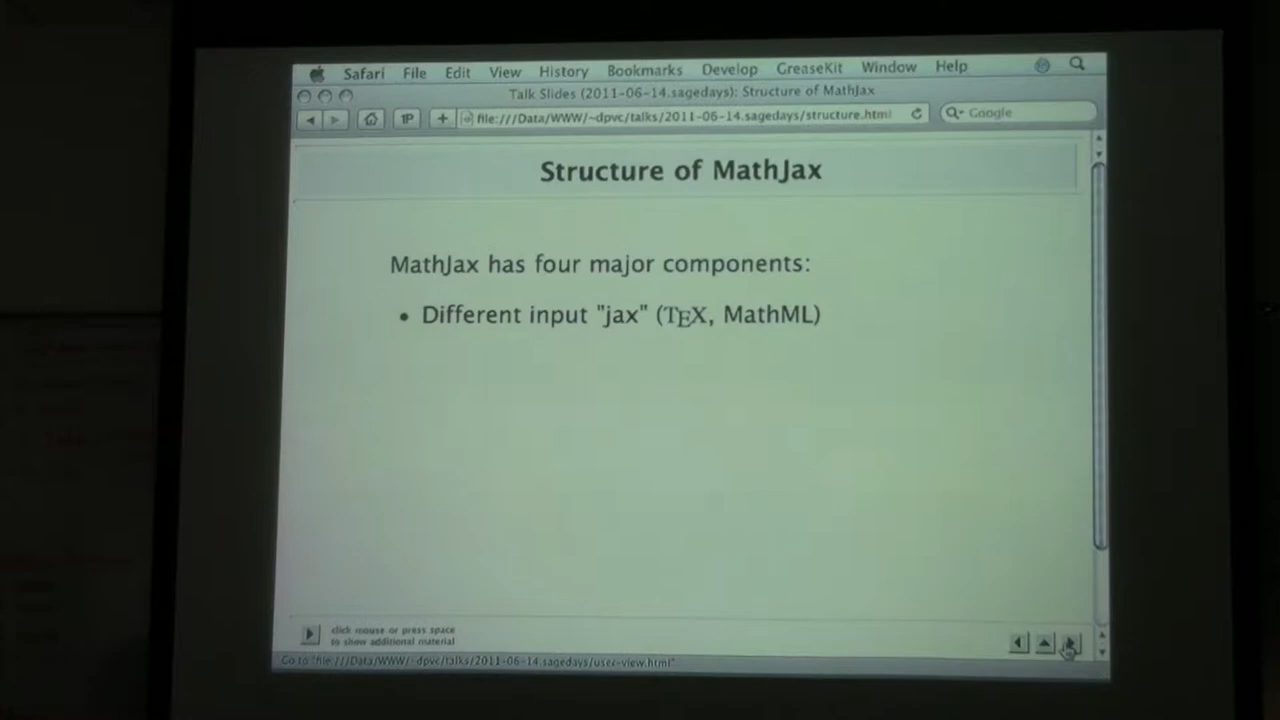 Safari File Edit View History Bookmarks Develop GreaseKit Window Help
Talk Slides (2011-06-14.sagedays): Structure of MathJax
1P + file:///Data/WWW/~dpvc/talks/2011-06-14.sagedays/structure.html Google
Structure of MathJax
MathJax has four major components:
• Different input "jax" (TEX, MathML)
click mouse or press space
to show additional material
Go to "file:///Data/WWW/~dpvc/talks/2011-06-14.sagedays/user-view.html"